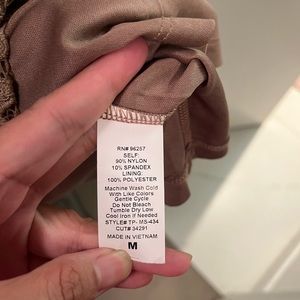 RN# 96257
SELF:
90% NYLON
10% SPANDEX
LINING:
100% POLYESTER
Machine Wash Cold
With Like Colors
Gentle Cycle
Do Not Bleach
Tumble Dry Low
Cool Iron if Needed
STYLE# TP- MS-434
CUT# 34291
MADE IN VIETNAM
M